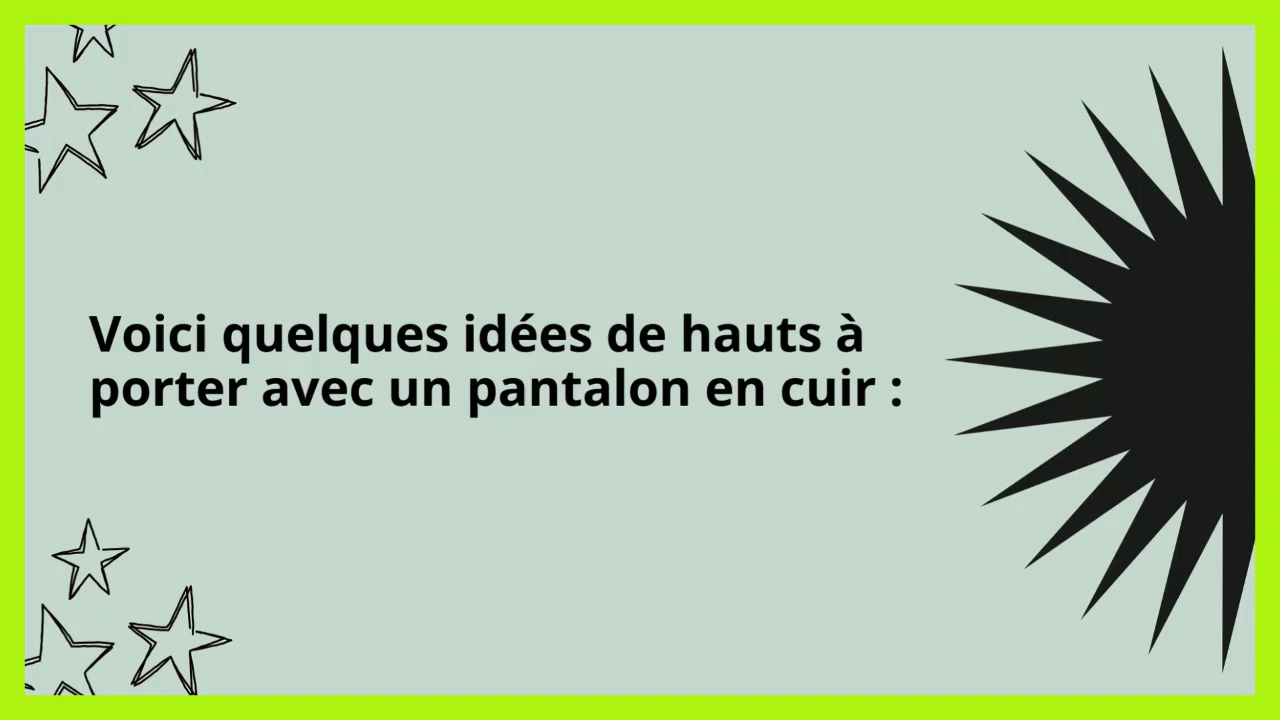 Voici quelques idées de hauts à
porter avec un pantalon en cuir :